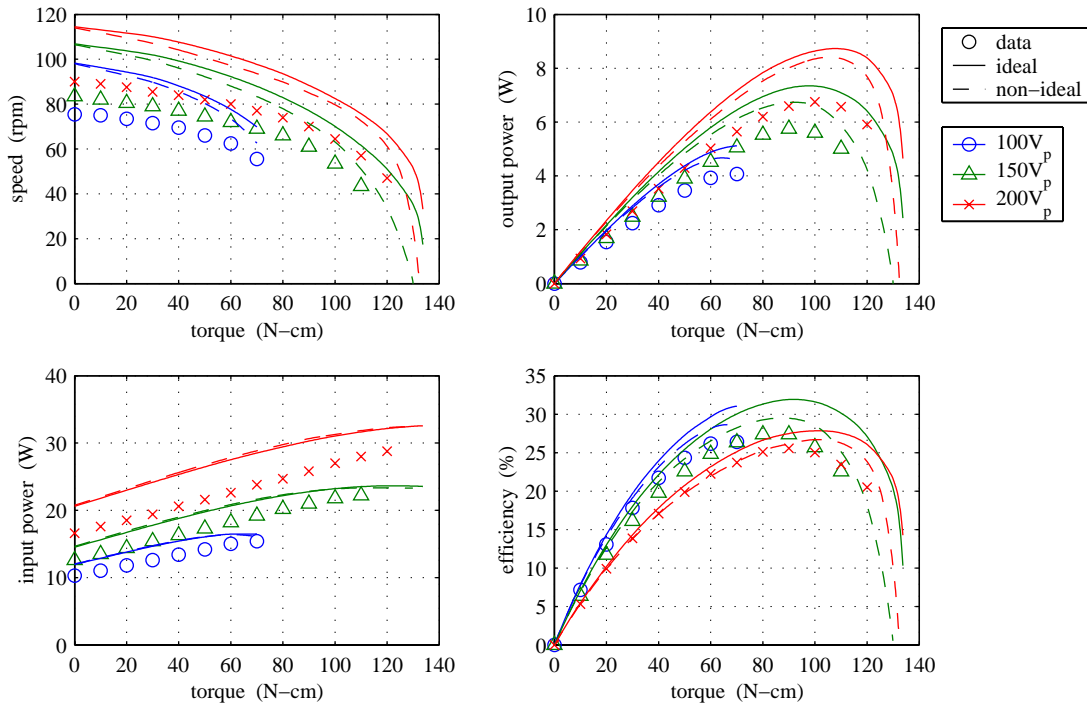 120
100
80
60
40
20
0
speed (rpm)
0 20 40 60 80 100 120 140
torque (N−cm)
10
8
6
4
2
0
output power (W)
0 20 40 60 80 100 120 140
torque (N−cm)
data
ideal
non−ideal
100V_p
150V_p
200V_p
40
30
20
10
0
input power (W)
0 20 40 60 80 100 120 140
torque (N−cm)
35
30
25
20
15
10
5
0
efficiency (%)
0 20 40 60 80 100 120 140
torque (N−cm)